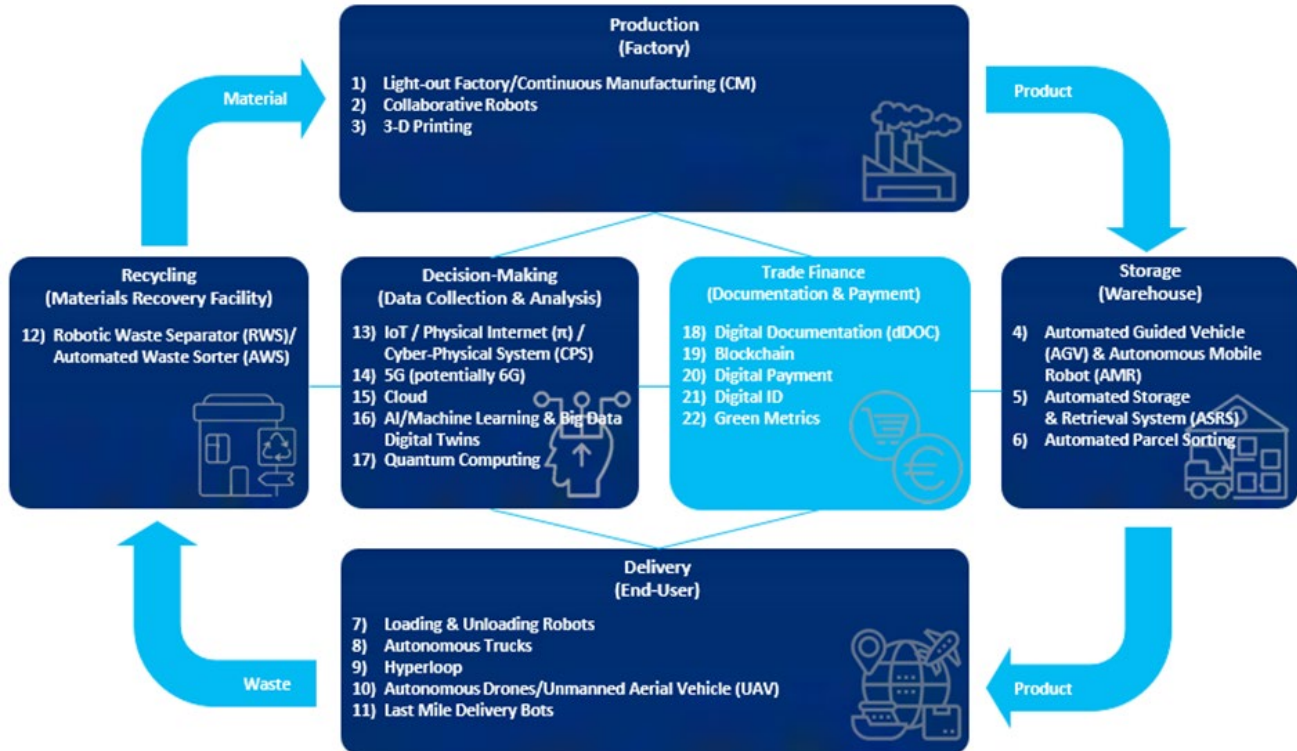 Production
(Factory)
1) Light-out Factory/Continuous Manufacturing (CM)
2) Collaborative Robots
3) 3-D Printing
Material
Product
Recycling
(Materials Recovery Facility)
12) Robotic Waste Separator (RWS)/
Automated Waste Sorter (AWS)
Decision-Making
(Data Collection & Analysis)
13) IoT / Physical Internet (π) /
Cyber-Physical System (CPS)
14) 5G (potentially 6G)
15) Cloud
16) AI/Machine Learning & Big Data
Digital Twins
17) Quantum Computing
Trade Finance
(Documentation & Payment)
18) Digital Documentation (dDOC)
19) Blockchain
20) Digital Payment
21) Digital ID
22) Green Metrics
Storage
(Warehouse)
4) Automated Guided Vehicle
(AGV) & Autonomous Mobile
Robot (AMR)
5) Automated Storage
& Retrieval System (ASRS)
6) Automated Parcel Sorting
Delivery
(End-User)
7) Loading & Unloading Robots
8) Autonomous Trucks
9) Hyperloop
10) Autonomous Drones/Unmanned Aerial Vehicle (UAV)
11) Last Mile Delivery Bots
Waste
Product